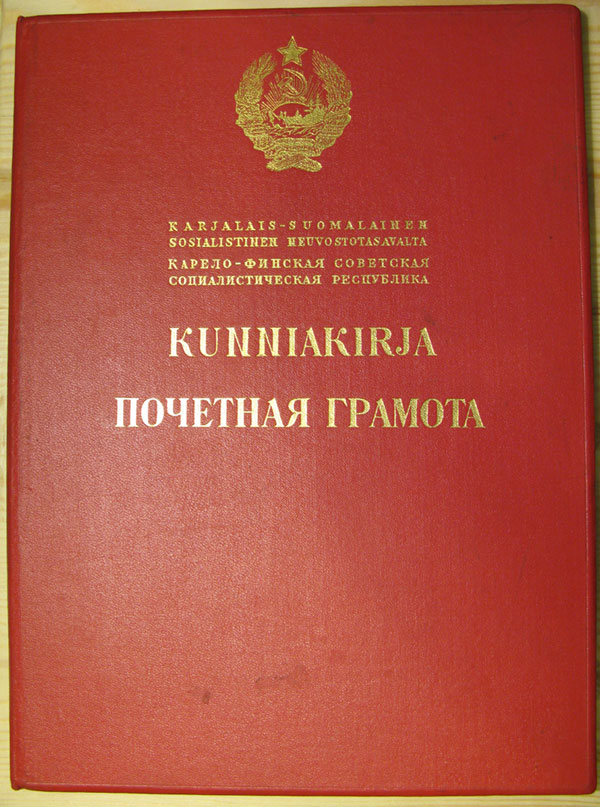 KARJALAIS-SUOMALAINEN
SOSIALISTINEN NEUVOSTOTASAVALTA
КАРЕЛО-ФИНСКАЯ СОВЕТСКАЯ
СОЦИАЛИСТИЧЕСКАЯ РЕСПУБЛИКА
KUNNIAKIRJA
ПОЧЕТНАЯ ГРАМОТА